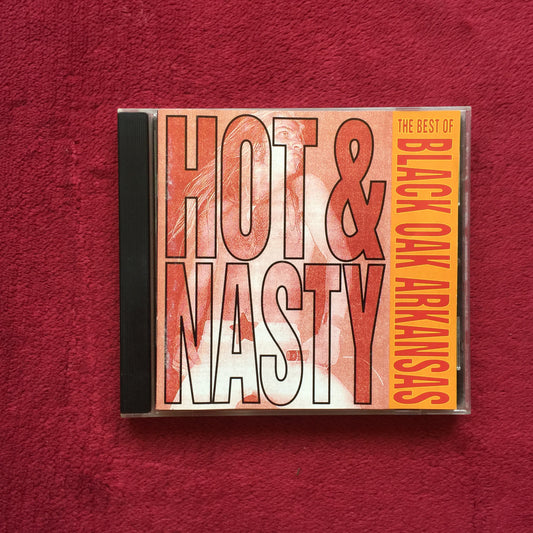 HOT &
NASTY
THE BEST OF
BLACK OAK ARKANSAS